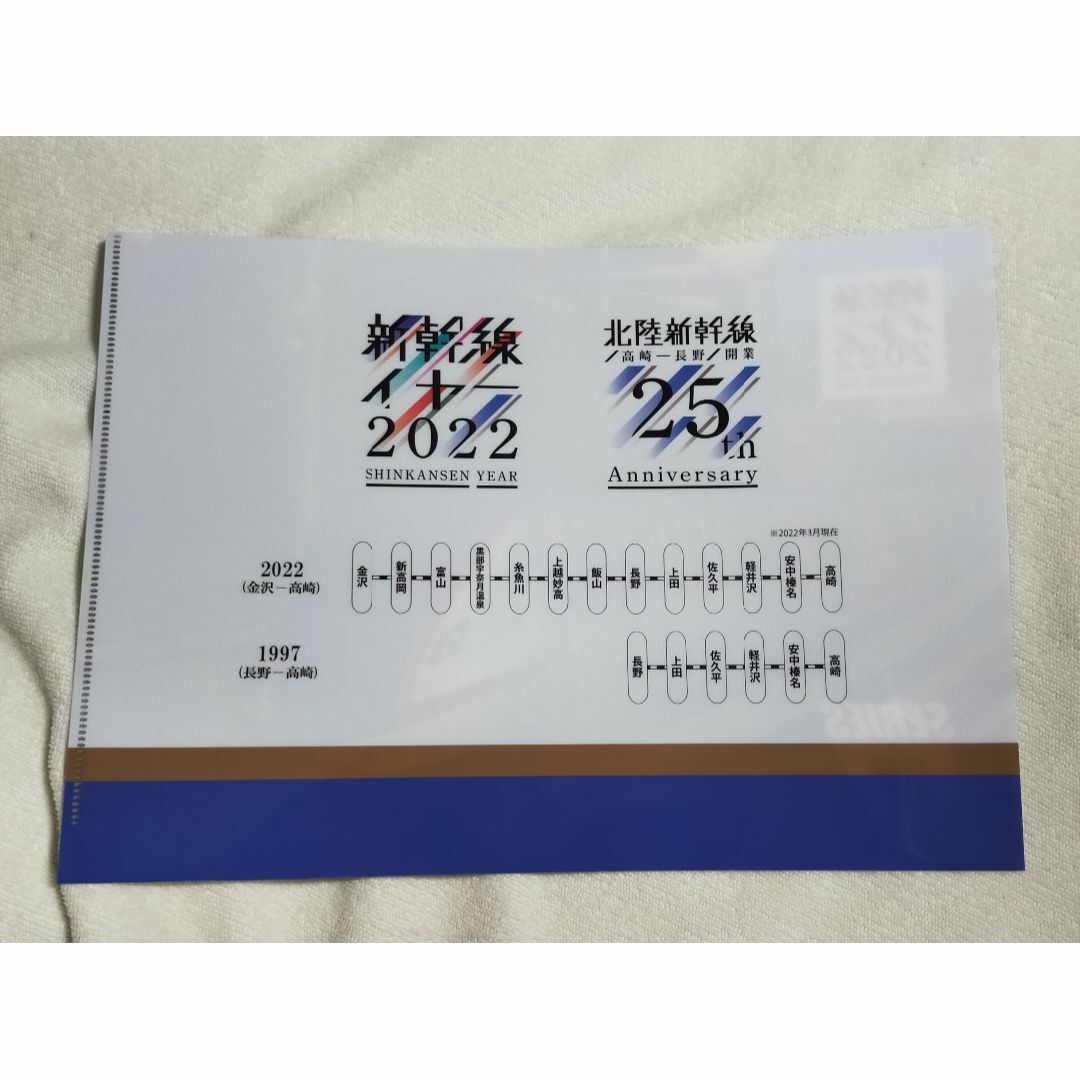 新幹線
イヤー
2022
SHINKANSEN YEAR
北陸新幹線
高崎ー長野 開業
25th
Anniversary
※2022年3月現在
2022
(金沢－高崎)
金沢 新高岡 富山 黒部宇奈月温泉 糸魚川 上越妙高 飯山 長野 上田 佐久平 軽井沢 安中榛名 高崎
1997
(長野－高崎)
長野 上田 佐久平 軽井沢 安中榛名 高崎
SERIES